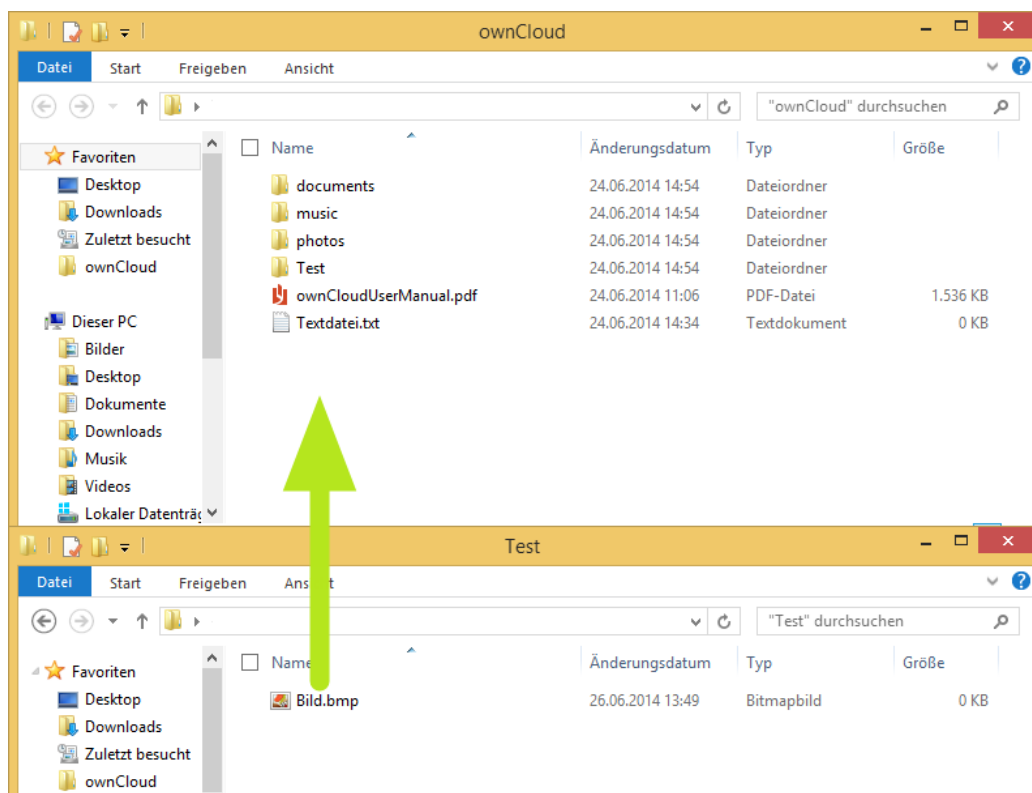 ownCloud
Datei Start Freigeben Ansicht
"ownCloud" durchsuchen
Name Änderungsdatum Typ Größe
Favoriten
Desktop
Downloads
Zuletzt besucht
ownCloud
Dieser PC
Bilder
Desktop
Dokumente
Downloads
Musik
Videos
Lokaler Datenträg
documents 24.06.2014 14:54 Dateiordner
music 24.06.2014 14:54 Dateiordner
photos 24.06.2014 14:54 Dateiordner
Test 24.06.2014 14:54 Dateiordner
ownCloudUserManual.pdf 24.06.2014 11:06 PDF-Datei 1.536 KB
Textdatei.txt 24.06.2014 14:34 Textdokument 0 KB
Test
Datei Start Freigeben Ansicht
"Test" durchsuchen
Name Änderungsdatum Typ Größe
Favoriten
Desktop
Downloads
Zuletzt besucht
ownCloud
Bild.bmp 26.06.2014 13:49 Bitmapbild 0 KB